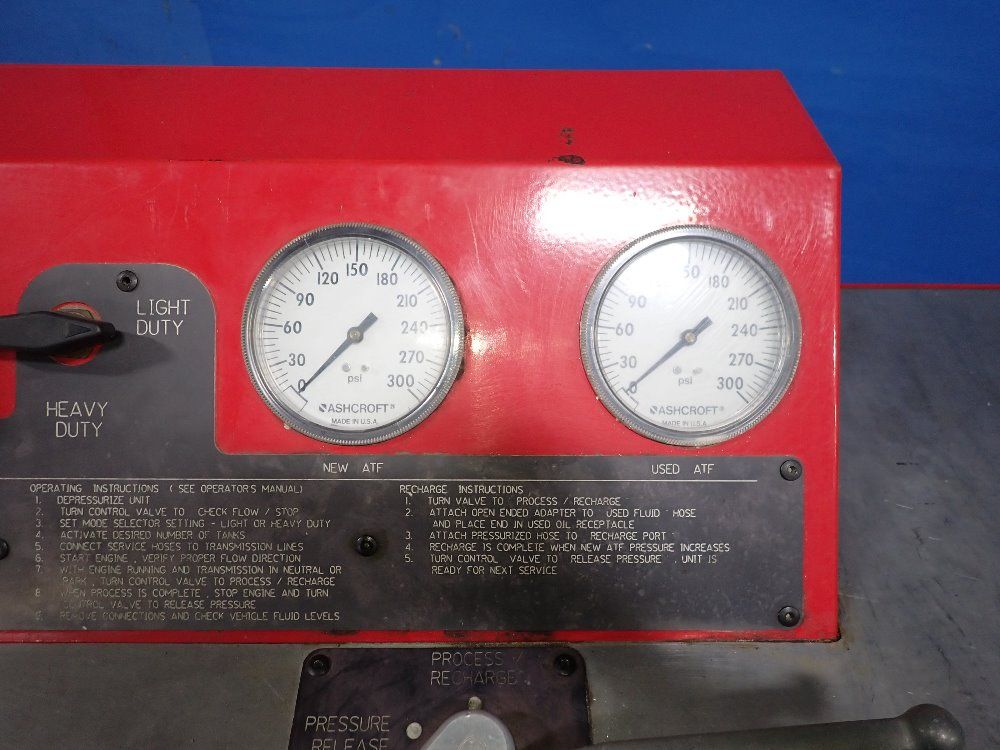 LIGHT
DUTY
HEAVY
DUTY
0 30 60 90 120 150 180 210 240 270 300
psi
ASHCROFT®
MADE IN U.S.A.
0 30 60 90 50 180 210 240 270 300
psi
ASHCROFT®
MADE IN U.S.A.
NEW ATF
USED ATF
OPERATING INSTRUCTIONS ( SEE OPERATOR'S MANUAL)
1. DEPRESSURIZE UNIT
2. TURN CONTROL VALVE TO CHECK FLOW / STOP
3. SET MODE SELECTOR SETTING - LIGHT OR HEAVY DUTY
4. ACTIVATE DESIRED NUMBER OF TANKS
5. CONNECT SERVICE HOSES TO TRANSMISSION LINES
6. START ENGINE , VERIFY PROPER FLOW DIRECTION
7. WITH ENGINE RUNNING AND TRANSMISSION IN NEUTRAL OR
PARK , TURN CONTROL VALVE TO PROCESS / RECHARGE
8. WHEN PROCESS IS COMPLETE , STOP ENGINE AND TURN
CONTROL VALVE TO RELEASE PRESSURE
9. REMOVE CONNECTIONS AND CHECK VEHICLE FLUID LEVELS
RECHARGE INSTRUCTIONS
1. TURN VALVE TO " PROCESS / RECHARGE
2. ATTACH OPEN ENDED ADAPTER TO " USED FLUID " HOSE
AND PLACE END IN USED OIL RECEPTACLE
3. ATTACH PRESSURIZED HOSE TO " RECHARGE PORT "
4. RECHARGE IS COMPLETE WHEN NEW ATF PRESSURE INCREASES
5. TURN CONTROL VALVE TO " RELEASE PRESSURE " . UNIT IS
READY FOR NEXT SERVICE
PROCESS /
RECHARGE
PRESSURE
RELEASE